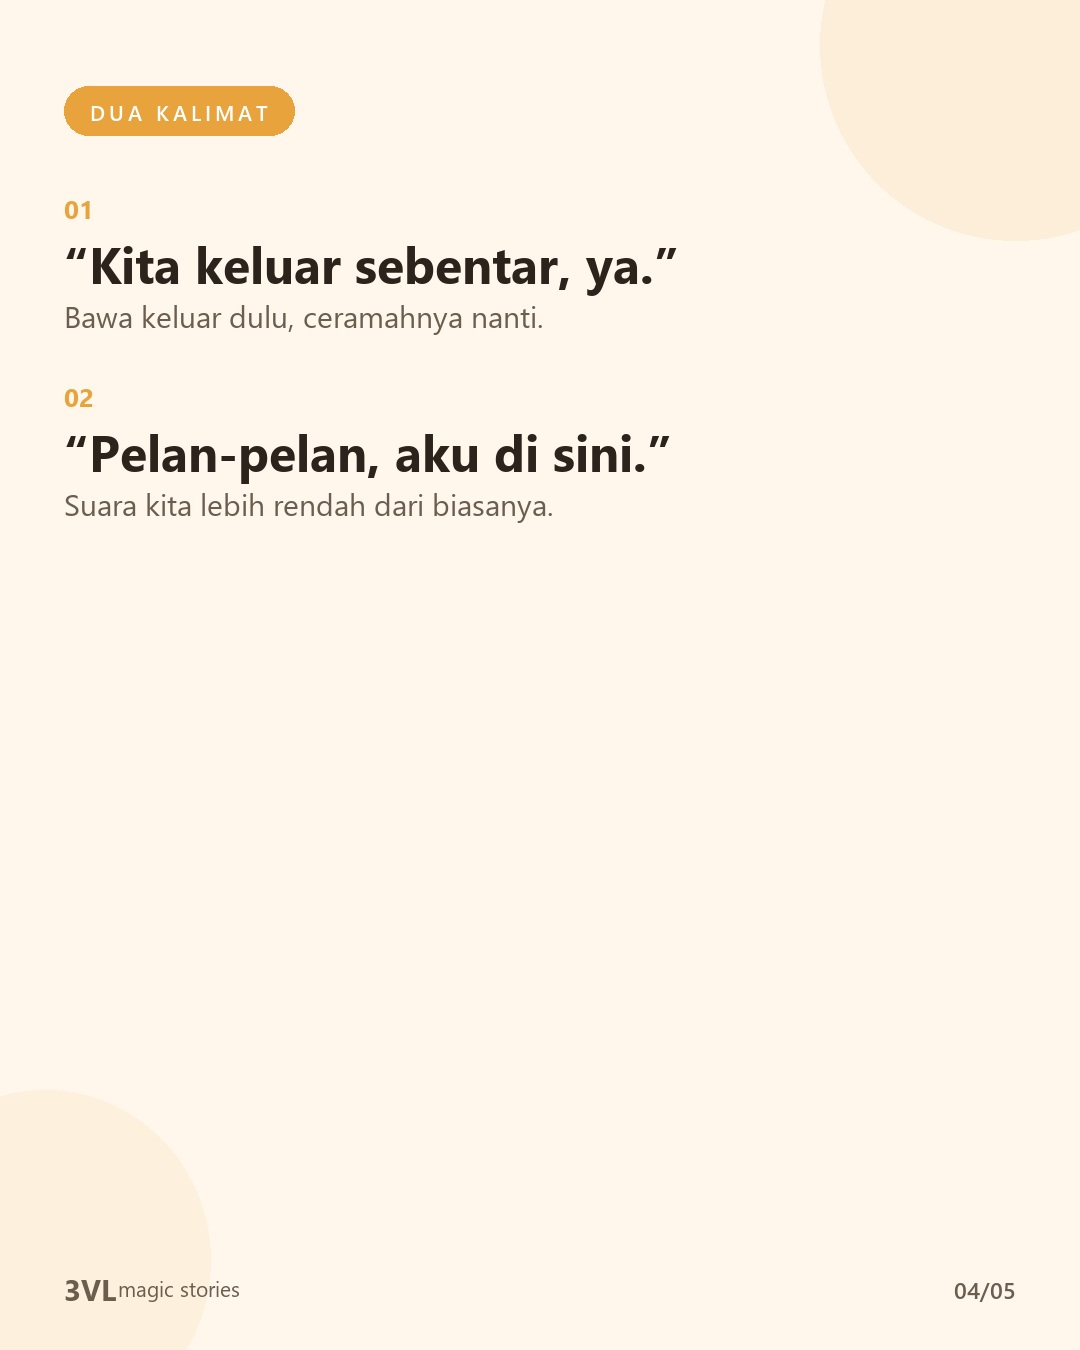 DUA KALIMAT
01
“Kita keluar sebentar, ya.”
Bawa keluar dulu, ceramahnya nanti.
02
“Pelan-pelan, aku di sini.”
Suara kita lebih rendah dari biasanya.
3VL magic stories
04/05